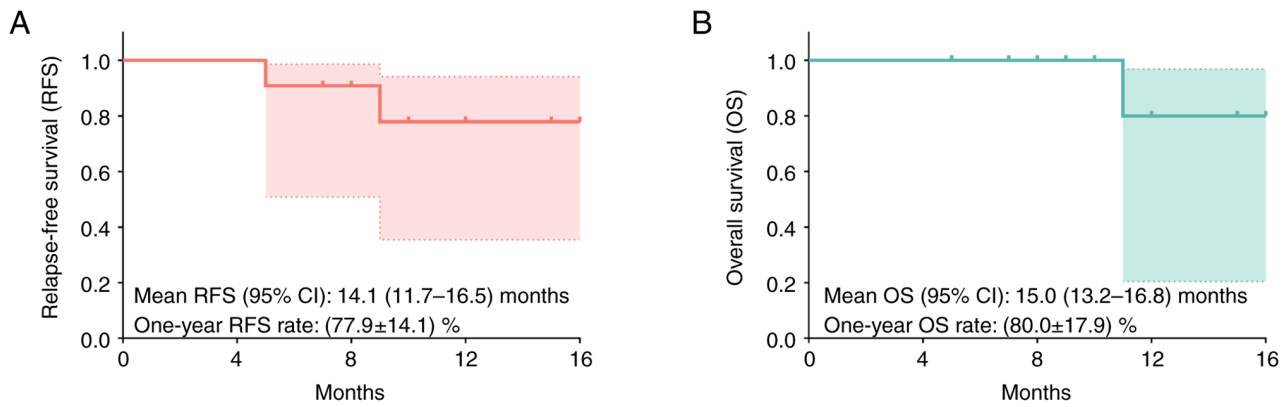 A
Relapse-free survival (RFS)
1.0
0.8
0.6
0.4
0.2
0.0
Mean RFS (95% CI): 14.1 (11.7–16.5) months
One-year RFS rate: (77.9±14.1) %
0 4 8 12 16
Months
B
Overall survival (OS)
1.0
0.8
0.6
0.4
0.2
0.0
Mean OS (95% CI): 15.0 (13.2–16.8) months
One-year OS rate: (80.0±17.9) %
0 4 8 12 16
Months